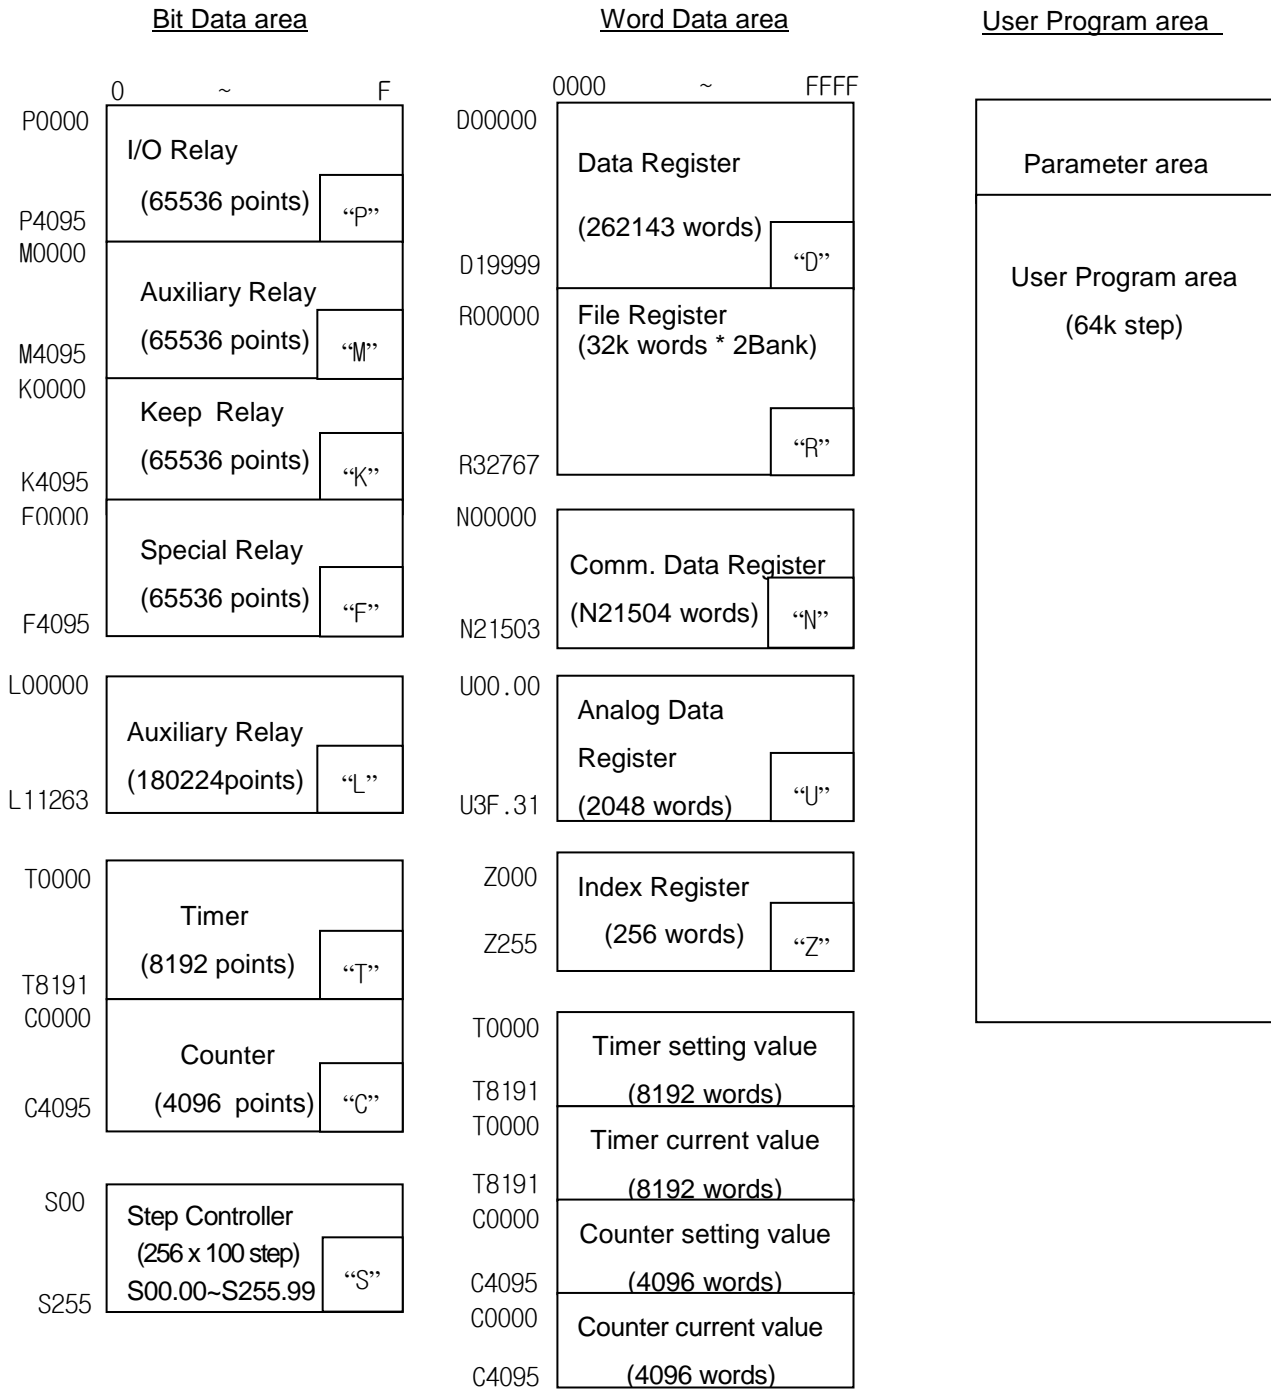 Bit Data area
0 ~ F
P0000
I/O Relay
(65536 points)
“P”
P4095
M0000
Auxiliary Relay
(65536 points)
“M”
M4095
K0000
Keep Relay
(65536 points)
“K”
K4095
F0000
Special Relay
(65536 points)
“F”
F4095
L00000
Auxiliary Relay
(180224points)
“L”
L11263
T0000
Timer
(8192 points)
“T”
T8191
C0000
Counter
(4096 points)
“C”
C4095
S00
Step Controller
(256 x 100 step)
S00.00~S255.99
“S”
S255
Word Data area
0000 ~ FFFF
D00000
Data Register
(262143 words)
“D”
D19999
R00000
File Register
(32k words * 2Bank)
“R”
R32767
N00000
Comm. Data Register
(N21504 words)
“N”
N21503
U00.00
Analog Data
Register
(2048 words)
“U”
U3F.31
Z000
Index Register
(256 words)
“Z”
Z255
T0000
Timer setting value
T8191
(8192 words)
T0000
Timer current value
T8191
(8192 words)
C0000
Counter setting value
C4095
(4096 words)
C0000
Counter current value
C4095
(4096 words)
User Program area
Parameter area
User Program area
(64k step)